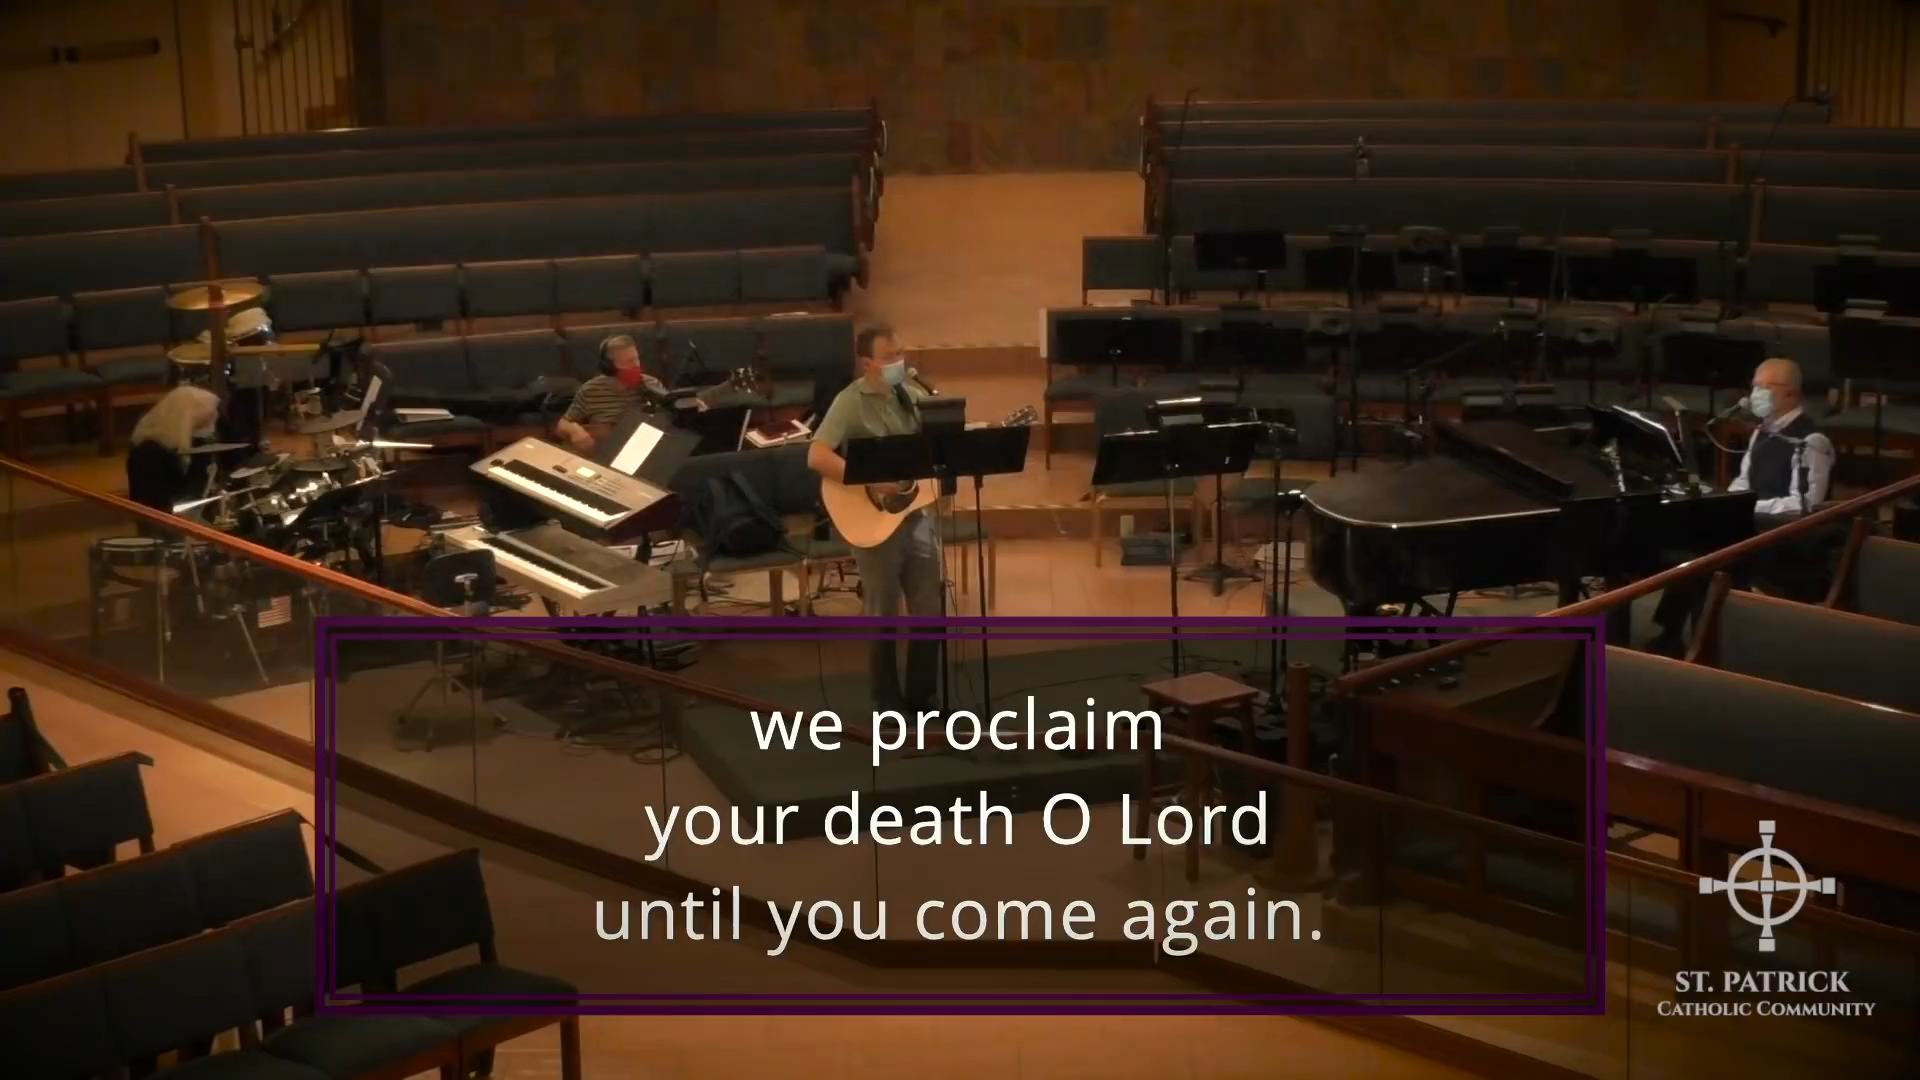 we proclaim
your death O Lord
until you come again.
ST. PATRICK
CATHOLIC COMMUNITY